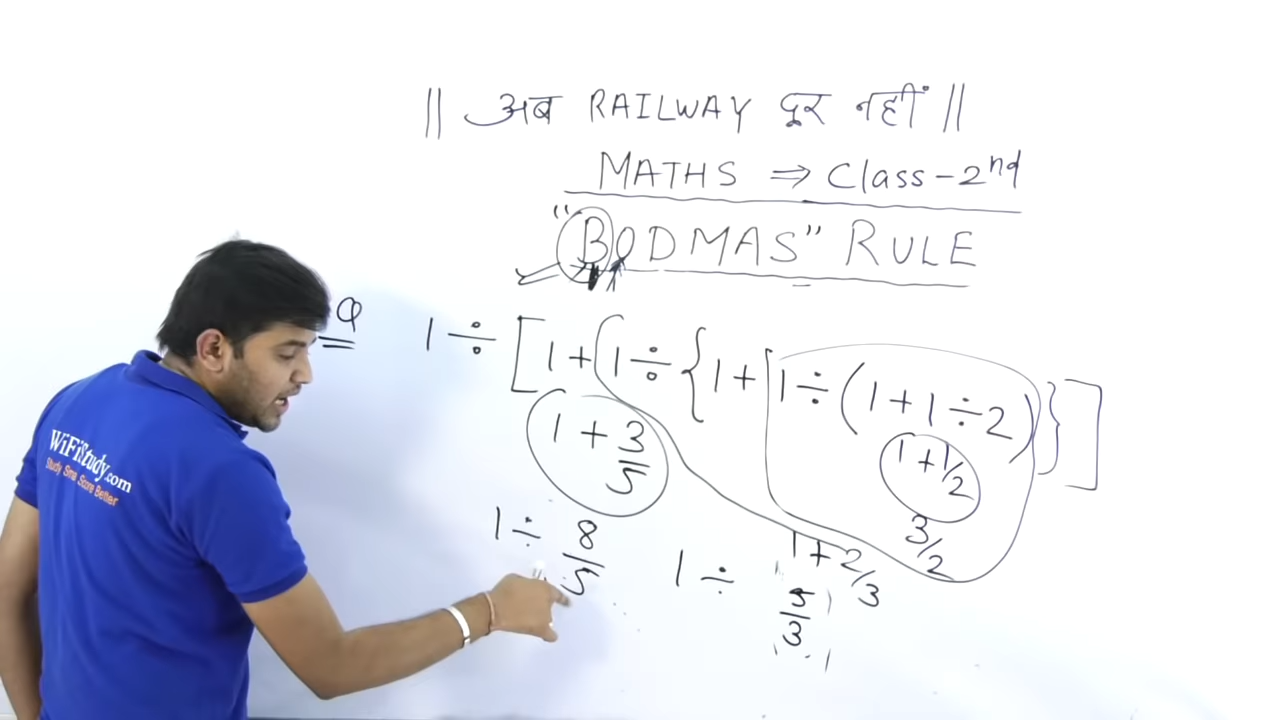 || अब RAILWAY दूर नहीं ||
MATHS ⇒ Class-2nd
"BODMAS" RULE
Q 1 ÷ [1 + (1 ÷ {1 + [1 ÷ (1 + 1 ÷ 2)}]
1 + 3/5
1 + 1/2
3/2
1 ÷ 8/5
1 ÷
1 + 2/3
5/3
WiFiStudy.com
Study Smart Score Better